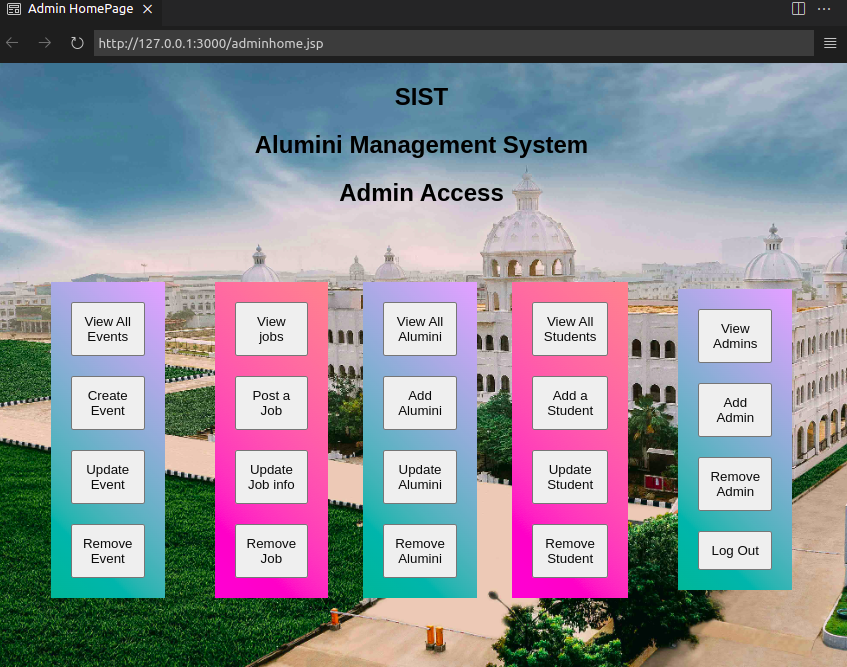 Admin HomePage
http://127.0.0.1:3000/adminhome.jsp
SIST
Alumini Management System
Admin Access
View All
Events
Create
Event
Update
Event
Remove
Event
View
jobs
Post a
Job
Update
Job info
Remove
Job
View All
Alumini
Add
Alumini
Update
Alumini
Remove
Alumini
View All
Students
Add a
Student
Update
Student
Remove
Student
View
Admins
Add
Admin
Remove
Admin
Log Out